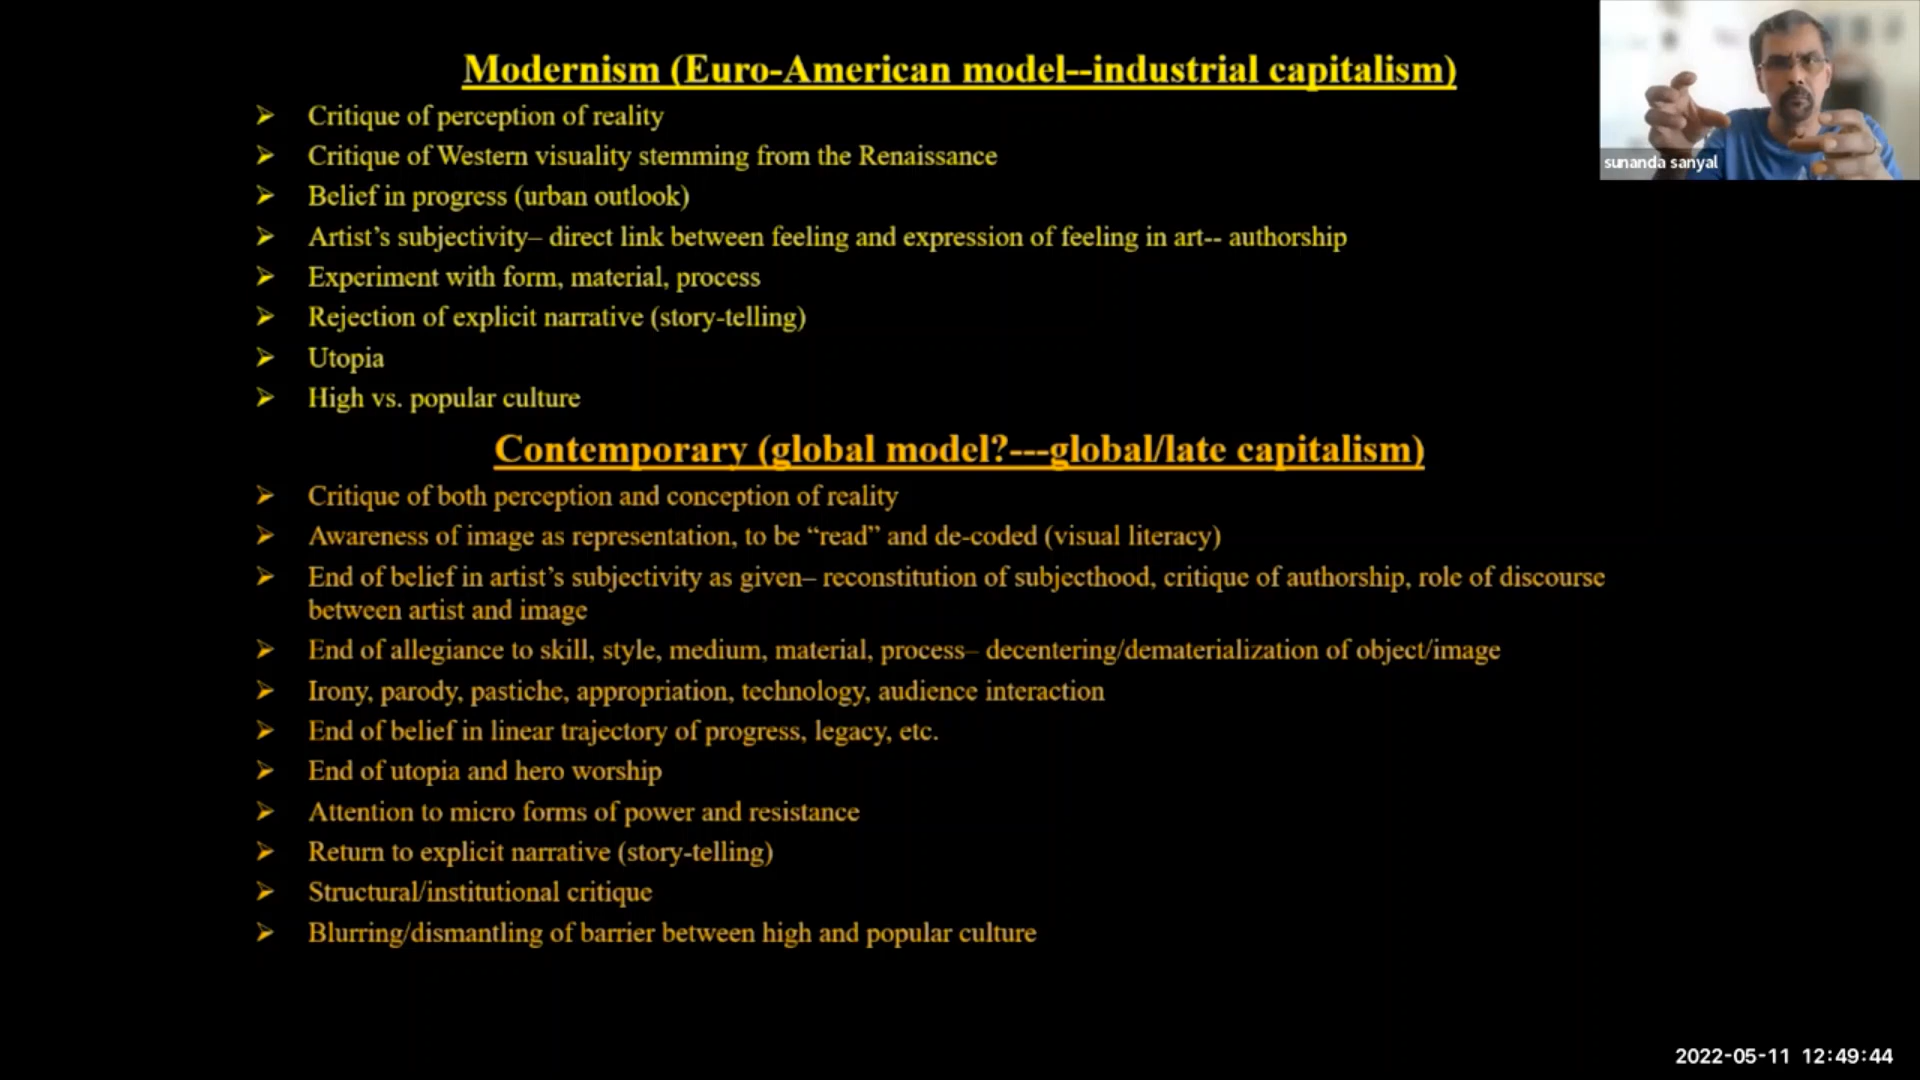 Modernism (Euro-American model--industrial capitalism)
➢ Critique of perception of reality
➢ Critique of Western visuality stemming from the Renaissance
➢ Belief in progress (urban outlook)
➢ Artist’s subjectivity– direct link between feeling and expression of feeling in art-- authorship
➢ Experiment with form, material, process
➢ Rejection of explicit narrative (story-telling)
➢ Utopia
➢ High vs. popular culture
Contemporary (global model?---global/late capitalism)
➢ Critique of both perception and conception of reality
➢ Awareness of image as representation, to be “read” and de-coded (visual literacy)
➢ End of belief in artist’s subjectivity as given– reconstitution of subjecthood, critique of authorship, role of discourse
between artist and image
➢ End of allegiance to skill, style, medium, material, process– decentering/dematerialization of object/image
➢ Irony, parody, pastiche, appropriation, technology, audience interaction
➢ End of belief in linear trajectory of progress, legacy, etc.
➢ End of utopia and hero worship
➢ Attention to micro forms of power and resistance
➢ Return to explicit narrative (story-telling)
➢ Structural/institutional critique
➢ Blurring/dismantling of barrier between high and popular culture
sunanda sanyal
2022-05-11 12:49:44